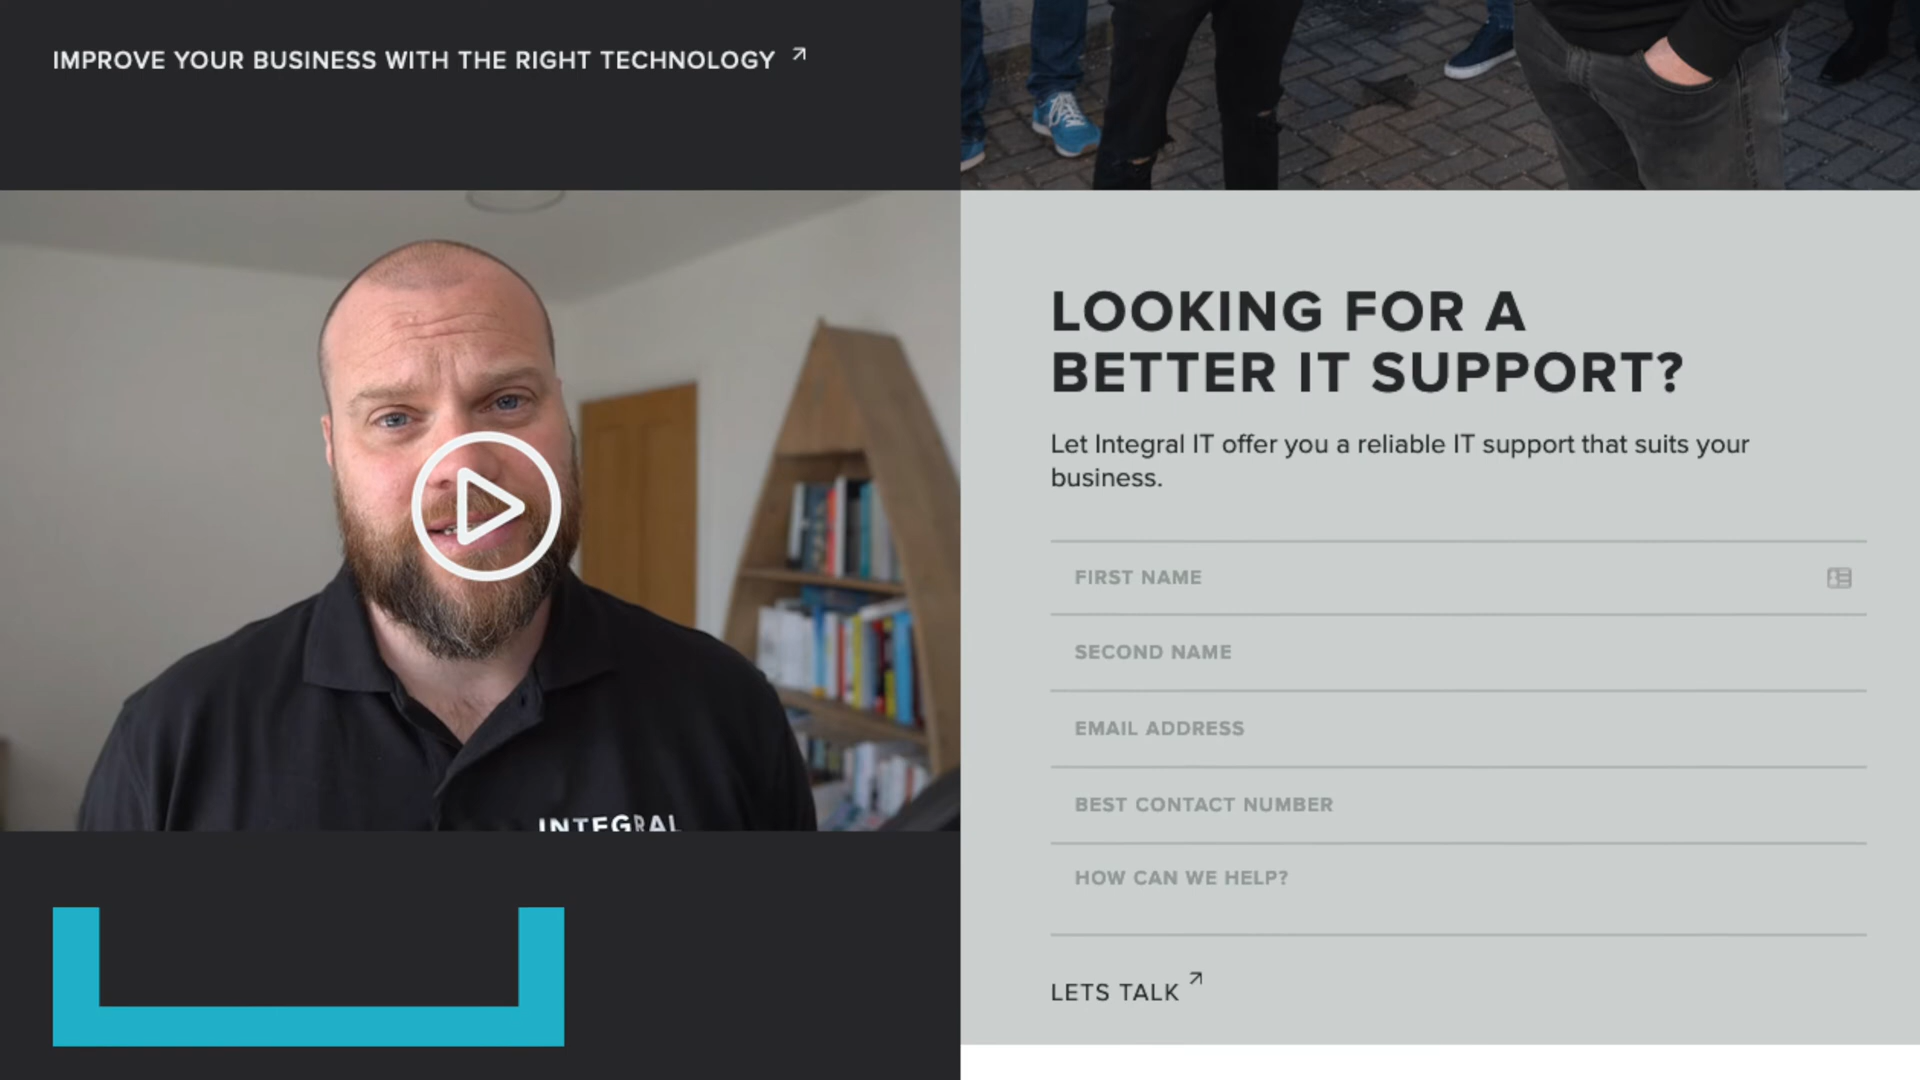 IMPROVE YOUR BUSINESS WITH THE RIGHT TECHNOLOGY
INTEGRAL
LOOKING FOR A
BETTER IT SUPPORT?
Let Integral IT offer you a reliable IT support that suits your
business.
FIRST NAME
SECOND NAME
EMAIL ADDRESS
BEST CONTACT NUMBER
HOW CAN WE HELP?
LETS TALK